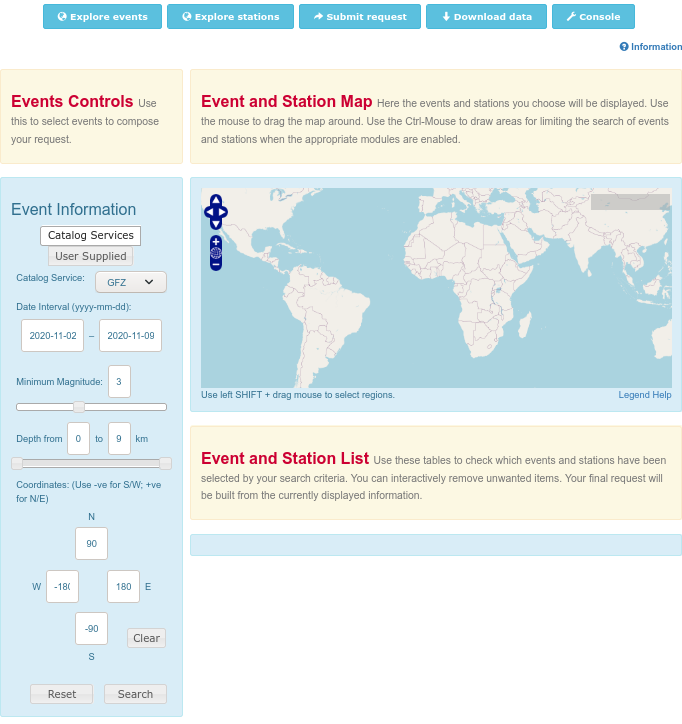 Explore events
Explore stations
Submit request
Download data
Console
Information
Events Controls Use
this to select events to compose
your request.
Event and Station Map Here the events and stations you choose will be displayed. Use
the mouse to drag the map around. Use the Ctrl-Mouse to draw areas for limiting the search of events
and stations when the appropriate modules are enabled.
Event Information
Catalog Services
User Supplied
Catalog Service: GFZ
Date Interval (yyyy-mm-dd):
2020-11-02 – 2020-11-09
Minimum Magnitude: 3
Depth from 0 to 9 km
Coordinates: (Use -ve for S/W; +ve
for N/E)
N
90
W -180 180 E
-90
Clear
S
Reset Search
Use left SHIFT + drag mouse to select regions.
Legend Help
Event and Station List Use these tables to check which events and stations have been
selected by your search criteria. You can interactively remove unwanted items. Your final request will
be built from the currently displayed information.